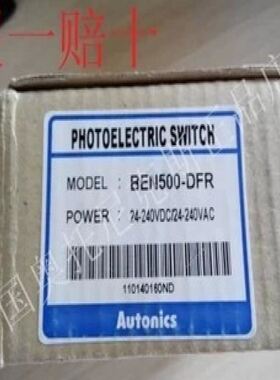 一赔十
PHOTOELECTRIC SWITCH
MODEL : BEN500-DFR
POWER : 24-240VDC/24-240VAC
110140160ND
Autonics